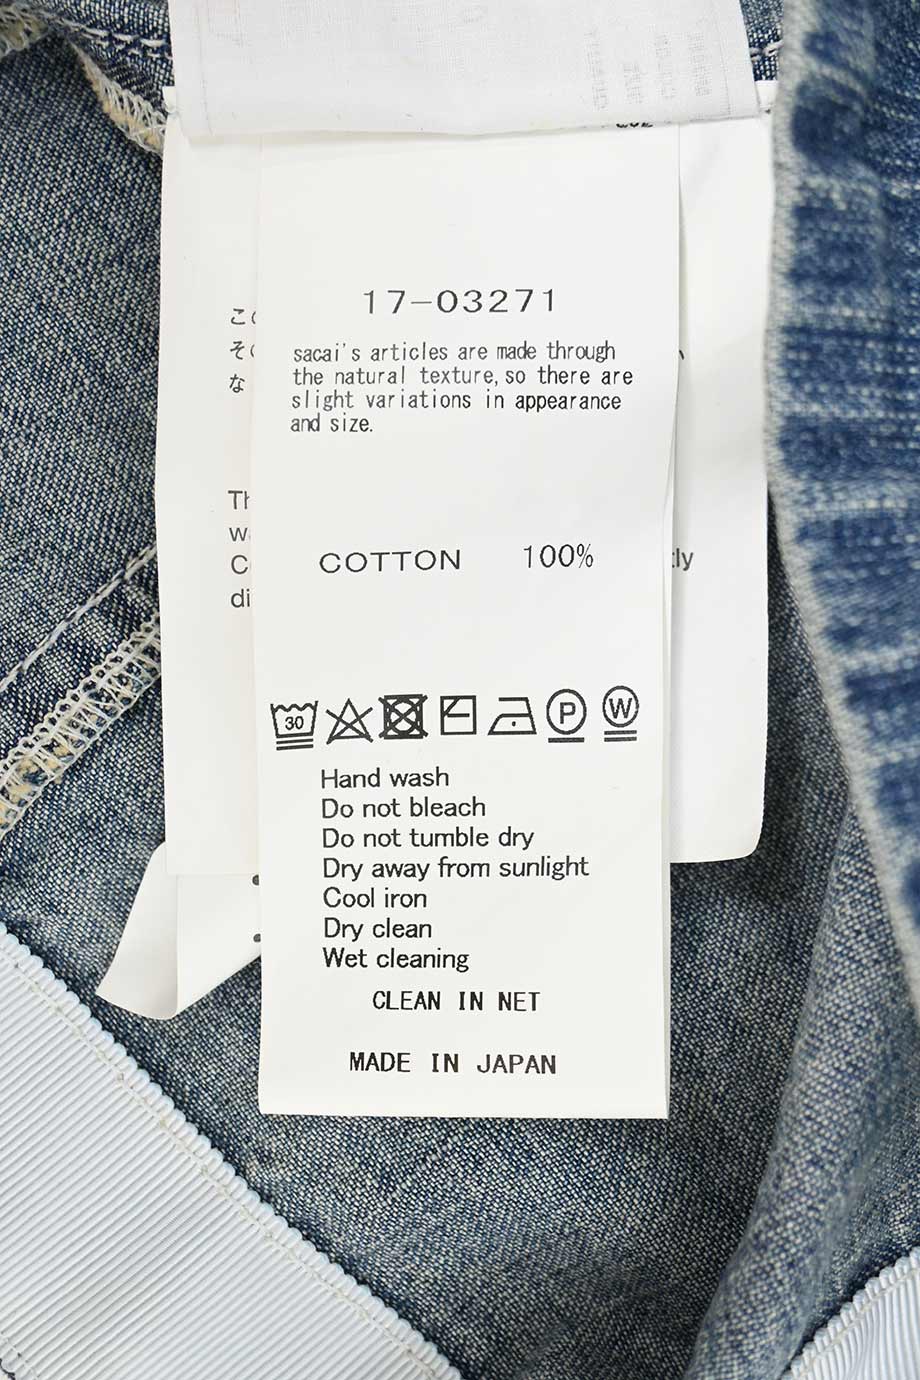 17-03271
sacai's articles are made through
the natural texture, so there are
slight variations in appearance
and size.
COTTON 100%
30 P W
Hand wash
Do not bleach
Do not tumble dry
Dry away from sunlight
Cool iron
Dry clean
Wet cleaning
CLEAN IN NET
MADE IN JAPAN